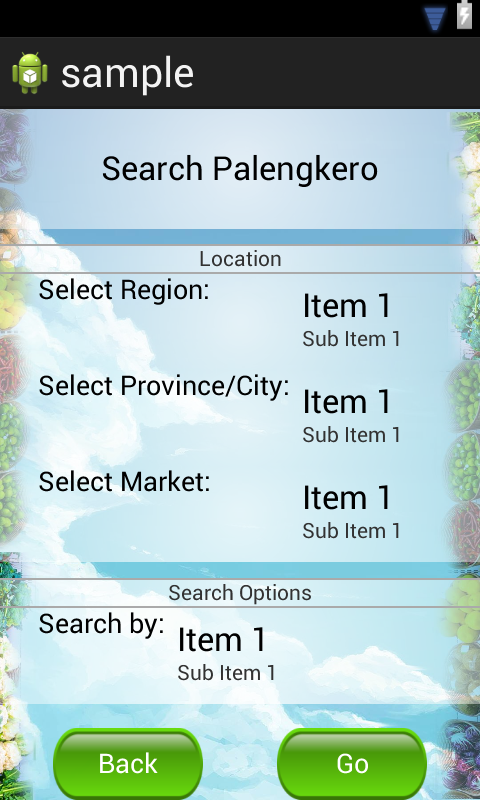 sample
Search Palengkero
Location
Select Region:
Item 1
Sub Item 1
Select Province/City:
Item 1
Sub Item 1
Select Market:
Item 1
Sub Item 1
Search Options
Search by:
Item 1
Sub Item 1
Back
Go